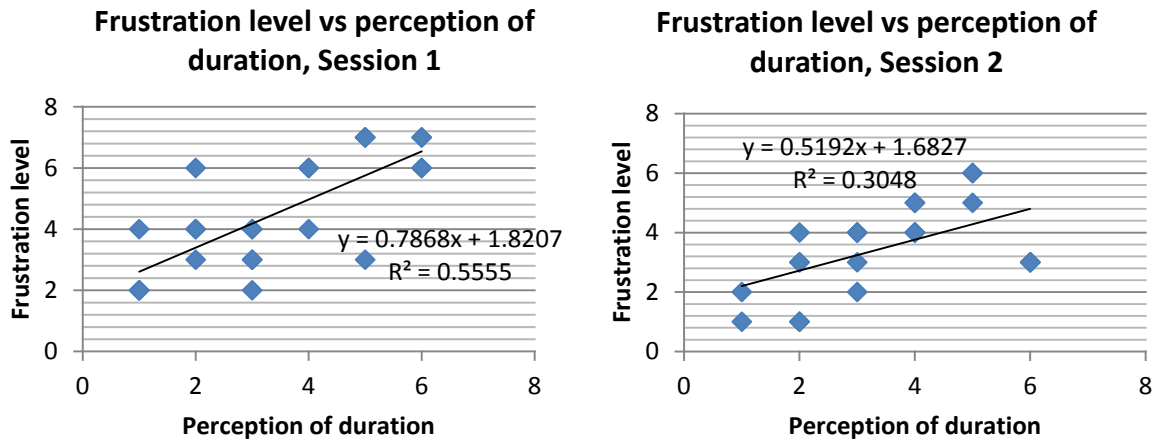 Frustration level vs perception of
duration, Session 1
8
6
4
2
0
Frustration level
y = 0.7868x + 1.8207
R² = 0.5555
0 2 4 6 8
Perception of duration
Frustration level vs perception of
duration, Session 2
8
6
4
2
0
Frustration level
y = 0.5192x + 1.6827
R² = 0.3048
0 2 4 6 8
Perception of duration